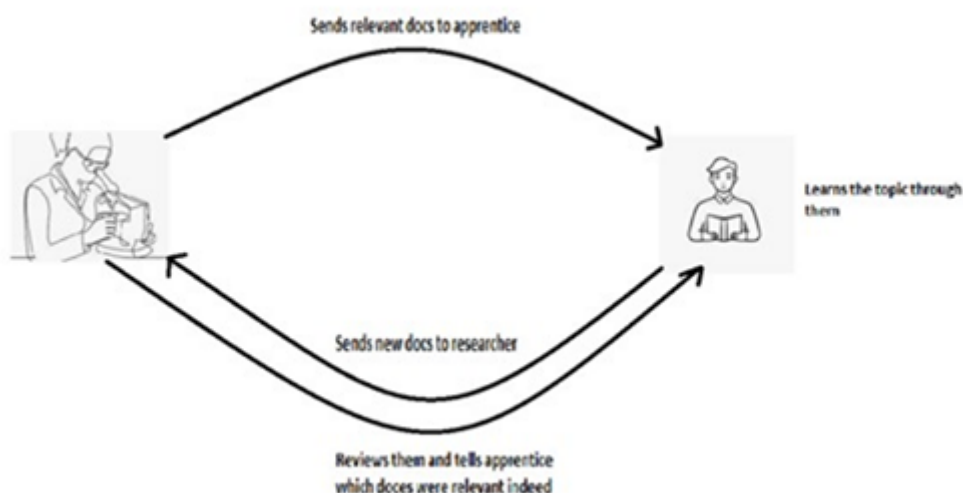 Sends relevant docs to apprentice
Learns the topic through
them
Sends new docs to researcher
Reviews them and tells apprentice
which doces were relevant indeed